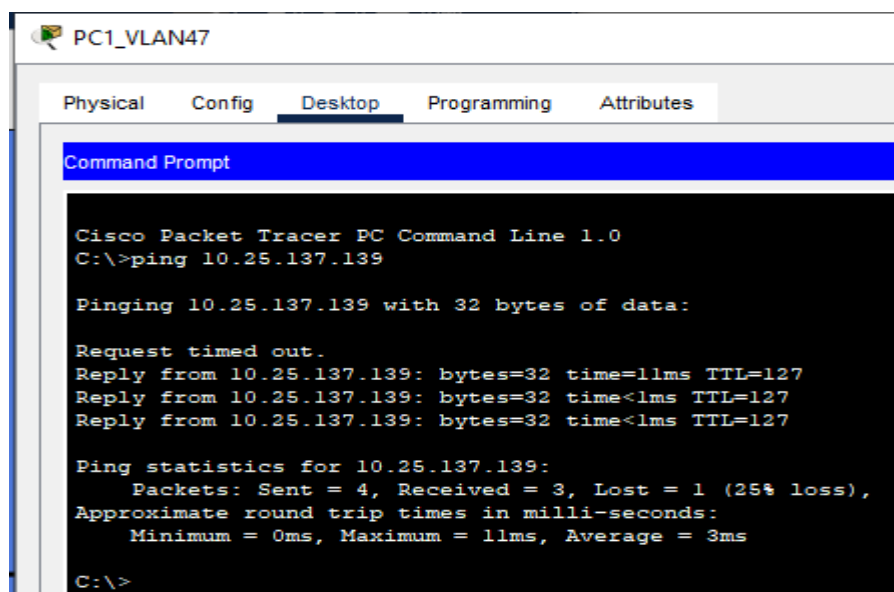 PC1_VLAN47
Physical Config Desktop Programming Attributes
Command Prompt
Cisco Packet Tracer PC Command Line 1.0
C:\>ping 10.25.137.139
Pinging 10.25.137.139 with 32 bytes of data:
Request timed out.
Reply from 10.25.137.139: bytes=32 time=11ms TTL=127
Reply from 10.25.137.139: bytes=32 time<1ms TTL=127
Reply from 10.25.137.139: bytes=32 time<1ms TTL=127
Ping statistics for 10.25.137.139:
Packets: Sent = 4, Received = 3, Lost = 1 (25% loss),
Approximate round trip times in milli-seconds:
Minimum = 0ms, Maximum = 11ms, Average = 3ms
C:\>